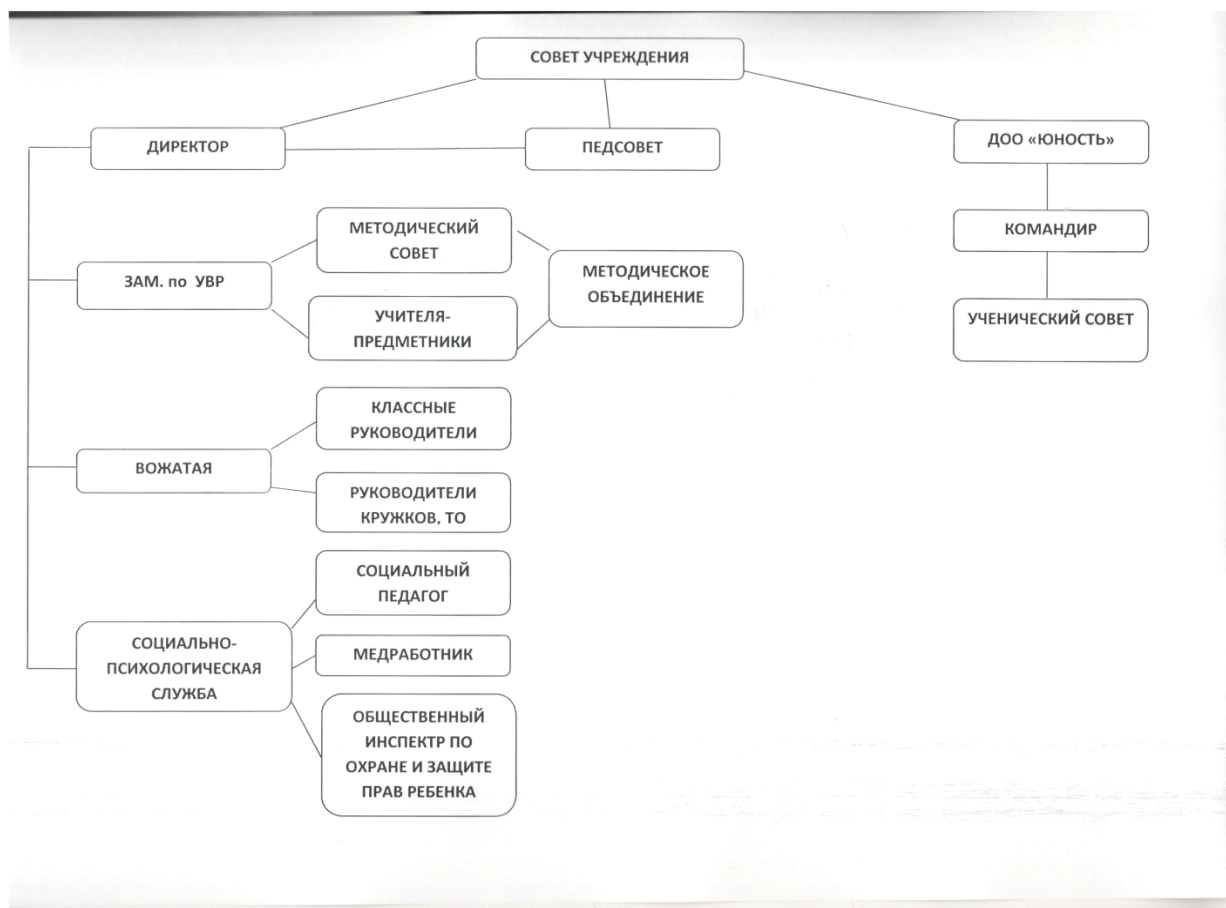 СОВЕТ УЧРЕЖДЕНИЯ
ДИРЕКТОР
ПЕДСОВЕТ
ДОО «ЮНОСТЬ»
МЕТОДИЧЕСКИЙ
СОВЕТ
КОМАНДИР
ЗАМ. по УВР
МЕТОДИЧЕСКОЕ
ОБЪЕДИНЕНИЕ
УЧИТЕЛЯ-
ПРЕДМЕТНИКИ
УЧЕНИЧЕСКИЙ СОВЕТ
КЛАССНЫЕ
РУКОВОДИТЕЛИ
ВОЖАТАЯ
РУКОВОДИТЕЛИ
КРУЖКОВ, ТО
СОЦИАЛЬНЫЙ
ПЕДАГОГ
СОЦИАЛЬНО-
ПСИХОЛОГИЧЕСКАЯ
СЛУЖБА
МЕДРАБОТНИК
ОБЩЕСТВЕННЫЙ
ИНСПЕКТР ПО
ОХРАНЕ И ЗАЩИТЕ
ПРАВ РЕБЕНКА